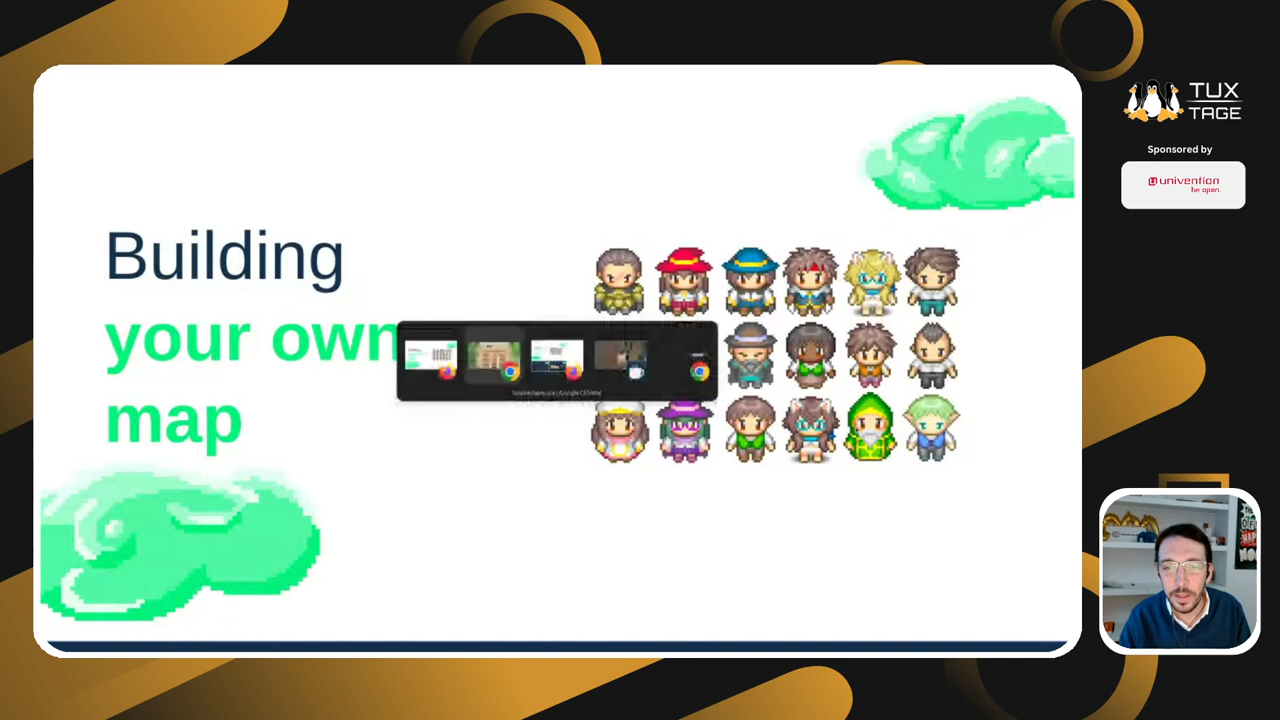 Building
your own
map
TUX
TAGE
Sponsored by
univention
be open.